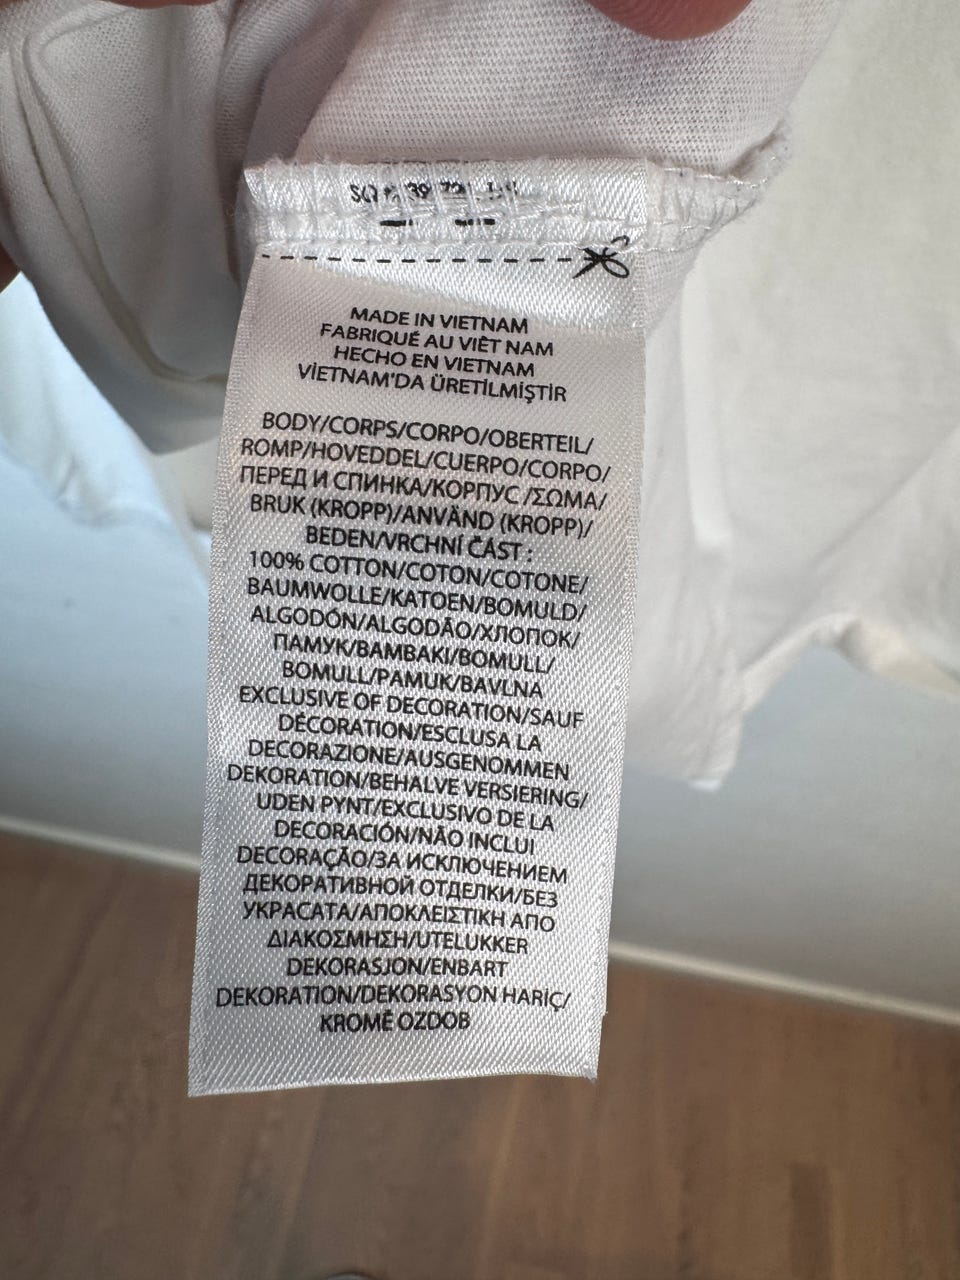 MADE IN VIETNAM
FABRIQUÉ AU VIÊT NAM
HECHO EN VIETNAM
VİETNAM'DA ÜRETİLMİŞTİR
BODY/CORPS/CORPO/OBERTEIL/
ROMP/HOVEDDEL/CUERPO/CORPO/
ПЕРЕД И СПИНКА/КОРПУС /ΣΩΜΑ/
BRUK (KROPP)/ANVÄND (KROPP)/
BEDEN/VRCHNÍ ČÁST :
100% COTTON/COTON/COTONE/
BAUMWOLLE/KATOEN/BOMULD/
ALGODÓN/ALGODÃO/ХЛОПОК/
ПАМУК/ΒΑΜΒΑΚΙ/BOMULL/
BOMULL/PAMUK/BAVLNA
EXCLUSIVE OF DECORATION/SAUF
DÉCORATION/ESCLUSA LA
DECORAZIONE/AUSGENOMMEN
DEKORATION/BEHALVE VERSIERING/
UDEN PYNT/EXCLUSIVO DE LA
DECORACIÓN/NÃO INCLUI
DECORAÇÃO/ЗА ИСКЛЮЧЕНИЕМ
ДЕКОРАТИВНОЙ ОТДЕЛКИ/БЕЗ
УКРАСАТА/ΑΠΟΚΛΕΙΣΤΙΚΗ ΑΠΟ
ΔΙΑΚΟΣΜΗΣΗ/UTELUKKER
DEKORASJON/ENBART
DEKORATION/DEKORASYON HARİÇ/
KROMĚ OZDOB